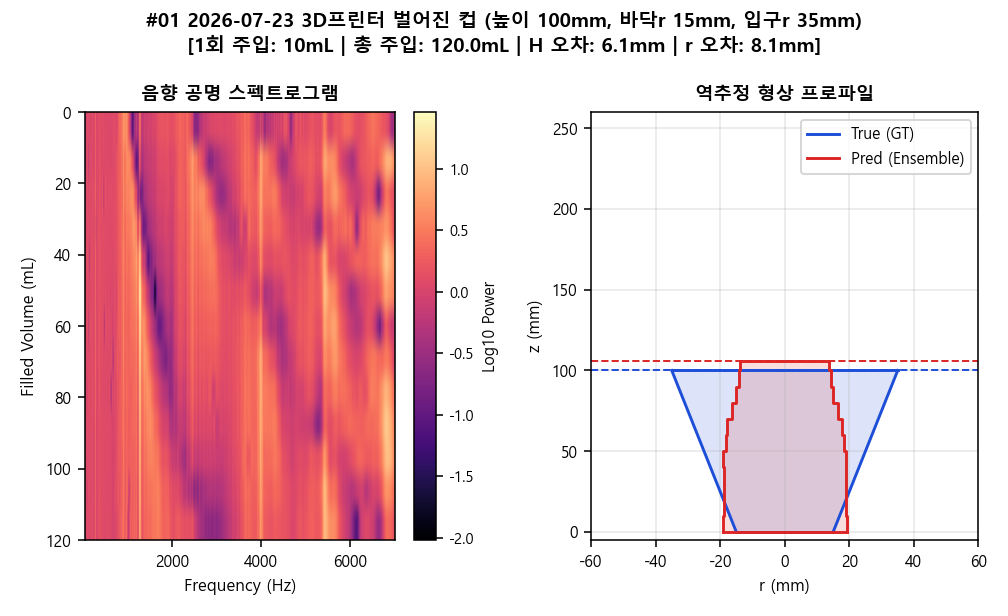 #01 2026-07-23 3D프린터 벌어진 컵 (높이 100mm, 바닥r 15mm, 입구r 35mm)
[1회 주입: 10mL | 총 주입: 120.0mL | H 오차: 6.1mm | r 오차: 8.1mm]
음향 공명 스펙트로그램
0
20
40
60
80
100
120
Filled Volume (mL)
2000
4000
6000
Frequency (Hz)
1.0
0.5
0.0
-0.5
-1.0
-1.5
-2.0
Log10 Power
역추정 형상 프로파일
True (GT)
Pred (Ensemble)
250
200
150
100
50
0
z (mm)
-60
-40
-20
0
20
40
60
r (mm)